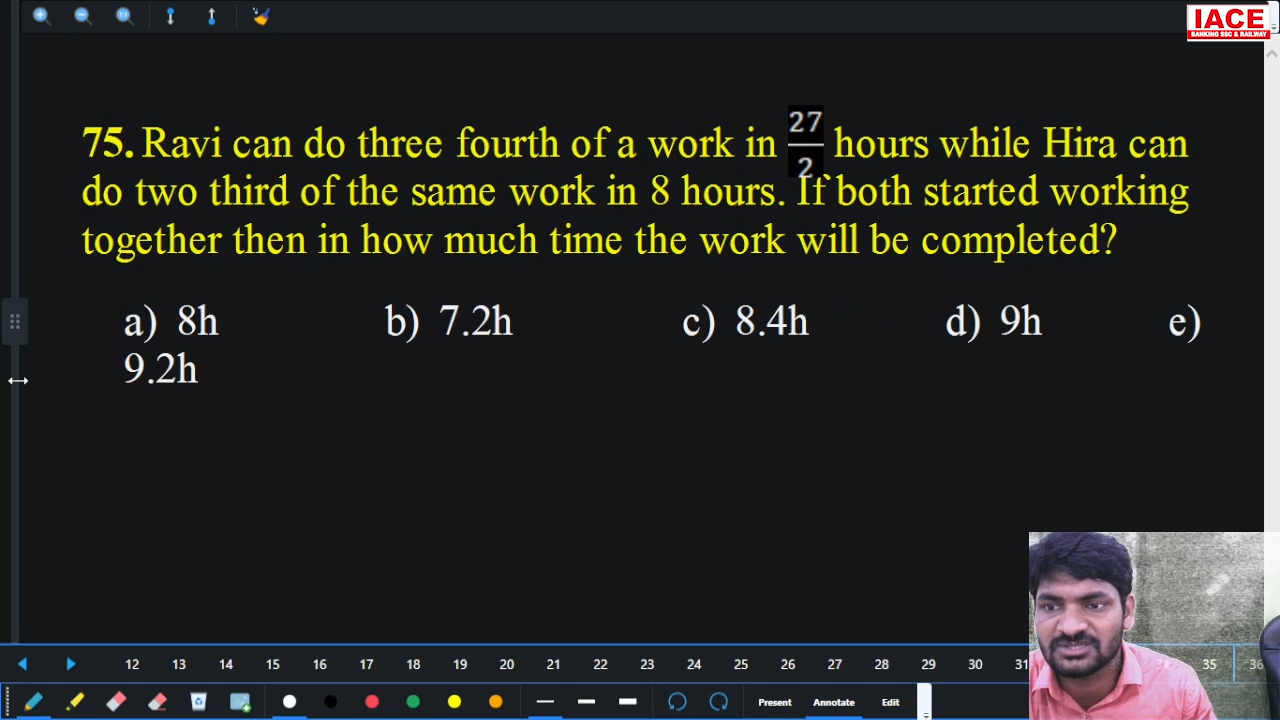 IACE
BANKING SSC & RAILWAY
75. Ravi can do three fourth of a work in 27/2 hours while Hira can
do two third of the same work in 8 hours. If both started working
together then in how much time the work will be completed?
a) 8h b) 7.2h c) 8.4h d) 9h e)
9.2h
12 13 14 15 16 17 18 19 20 21 22 23 24 25 26 27 28 29 30 31 35 36
Present Annotate Edit